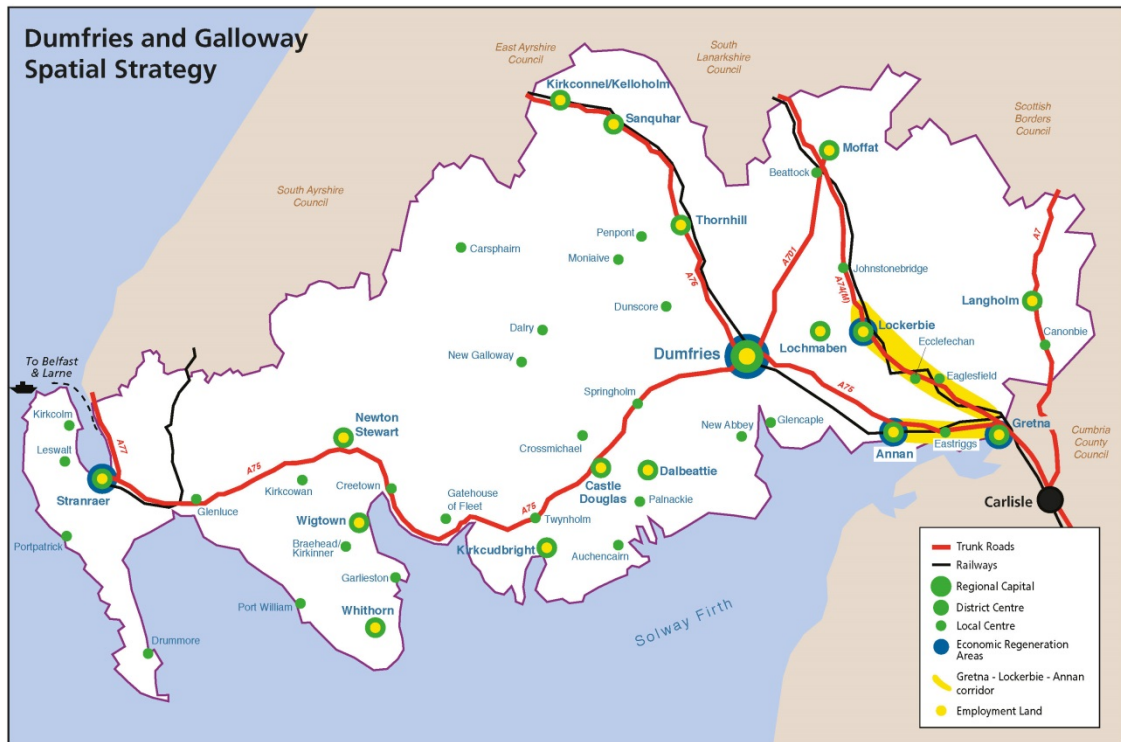 Dumfries and Galloway
Spatial Strategy
East Ayrshire
Council
South
Lanarkshire
Council
Scottish
Borders
Council
South Ayrshire
Council
Cumbria
County
Council
Kirkconnel/Kelloholm
Sanquhar
Moffat
Beattock
Thornhill
Penpont
Moniaive
Carsphairn
A701
A7
A76
Johnstonebridge
A74(M)
Dunscore
Langholm
Lockerbie
Canonbie
Dalry
Ecclefechan
Lochmaben
Dumfries
New Galloway
To Belfast
& Larne
Eaglesfield
Springholm
A75
Kirkcolm
Newton
Stewart
New Abbey
Glencaple
Gretna
A77
Leswalt
Crossmichael
Annan
Eastriggs
A75
Stranraer
Kirkcowan
Creetown
Castle
Douglas
Dalbeattie
Glenluce
Gatehouse
of Fleet
Palnackie
Carlisle
A75
Twynholm
Wigtown
Portpatrick
Braehead/
Kirkinner
Kirkcudbright
Auchencairn
Garlieston
Port William
Whithorn
Solway Firth
Drummore
Trunk Roads
Railways
Regional Capital
District Centre
Local Centre
Economic Regeneration
Areas
Gretna - Lockerbie - Annan
corridor
Employment Land